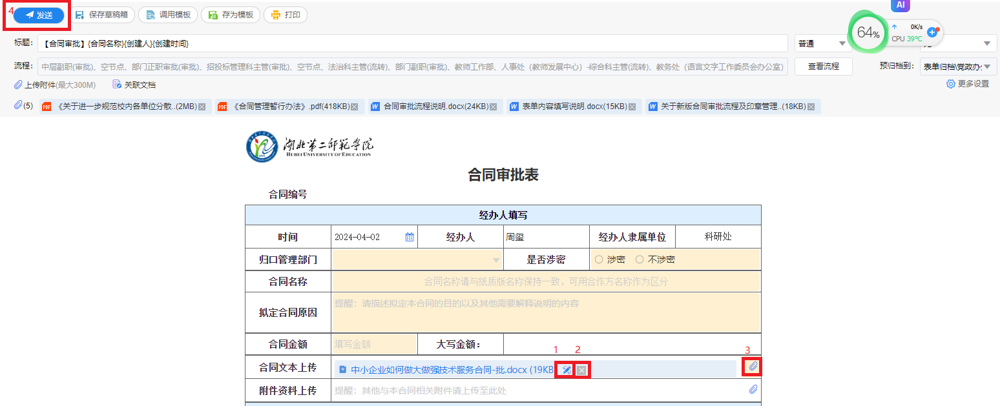 AI
4 发送 保存草稿箱 调用模板 存为模板 打印
64% 0K/s
CPU 39℃
标题： 【合同审批】{合同名称}{创建人}{创建时间} 普通
流程： 中层副职(审批)、空节点、部门正职审批(审批)、招投标管理科主管(审批)、空节点、法治科主管(流转)、部门副职(审批)、教师工作部、人事处（教师发展中心）-综合科主管(流转)、教务处（语言文字工作委员会办公室） 查看流程 预归档到： 表单归档\党政办
上传附件(最大300M) 关联文档 更多设置
(5) PDF 《关于进一步规范校内各单位分散..(2MB) PDF 《合同管理暂行办法》.pdf(418KB) W 合同审批流程说明.docx(24KB) W 表单内容填写说明.docx(15KB) W 关于新版合同审批流程及印章管理..(18KB)
湖北第二师范学院
HUBEI UNIVERSITY OF EDUCATION
合同审批表
合同编号
经办人填写
时间 2024-04-02 经办人 周玺 经办人隶属单位 科研处
归口管理部门 是否涉密 涉密 不涉密
合同名称 合同名称请与纸质版名称保持一致，可用合作方名称作为区分
拟定合同原因 提醒：请描述拟定本合同的目的以及其他需要解释说明的内容
合同金额 填写金额 大写金额：
1 2 3
合同文本上传 W 中小企业如何做大做强技术服务合同-批.docx (19KB
附件资料上传 提醒：其他与本合同相关附件请上传至此处